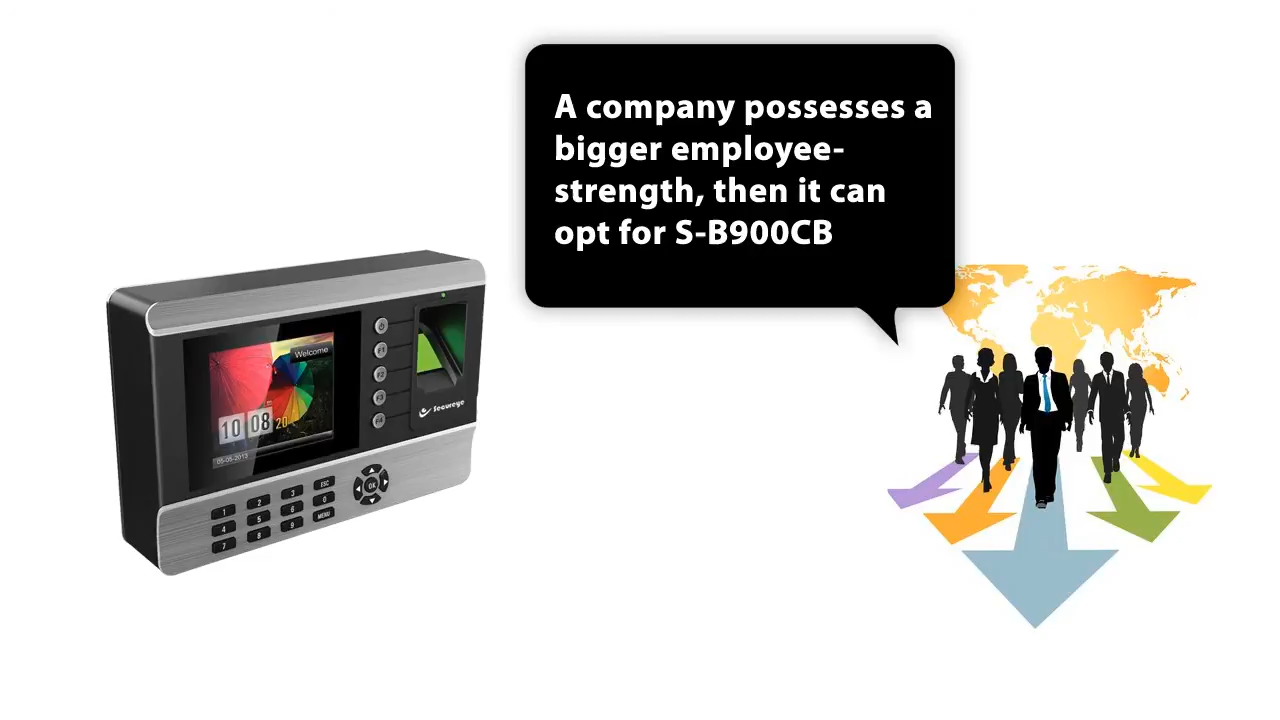 A company possesses a
bigger employee-
strength, then it can
opt for S-B900CB
Welcome
10 08 20
05-05-2013
F1
F2
F3
F4
Secureye
1 2 3 ESC
4 5 6 0
7 8 9 MENU
OK